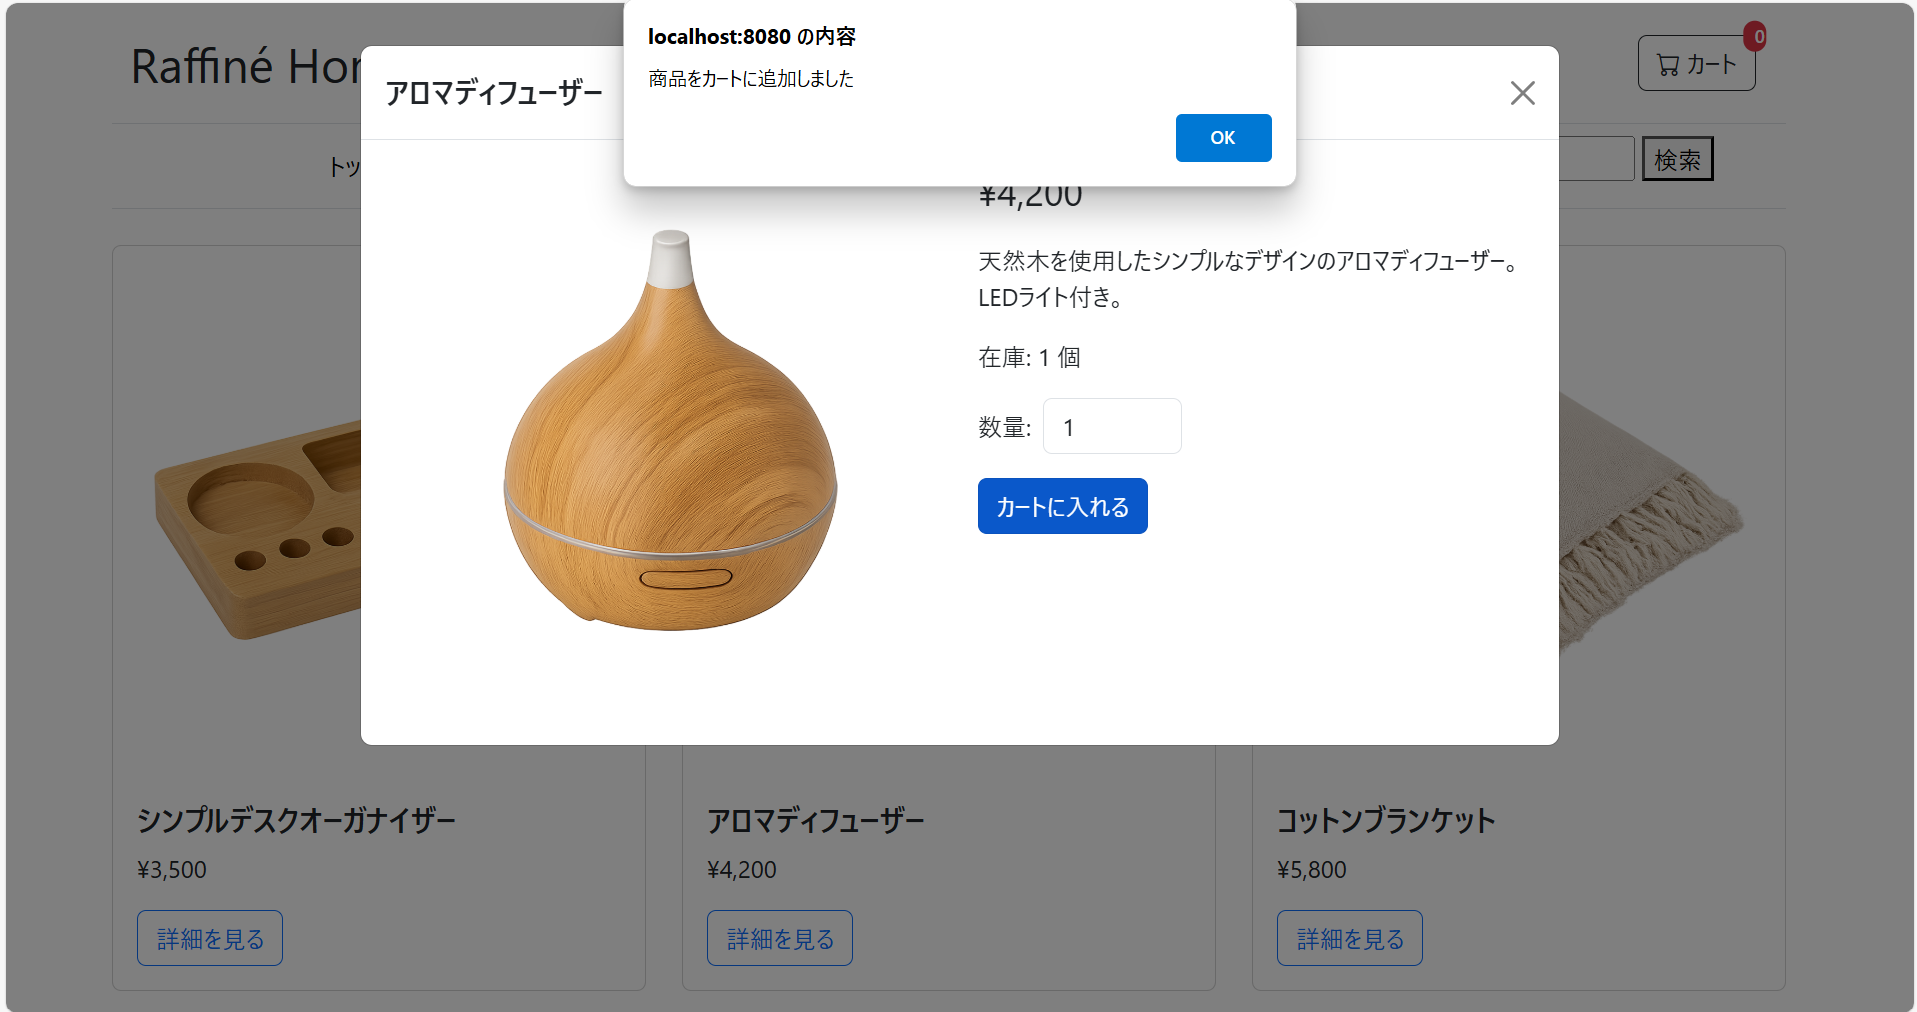 localhost:8080 の内容
商品をカートに追加しました
OK
Raffiné
カート
0
アロマディフューザー
検索
¥4,200
天然木を使用したシンプルなデザインのアロマディフューザー。
LEDライト付き。
在庫: 1 個
数量: 1
カートに入れる
シンプルデスクオーガナイザー
¥3,500
詳細を見る
アロマディフューザー
¥4,200
詳細を見る
コットンブランケット
¥5,800
詳細を見る